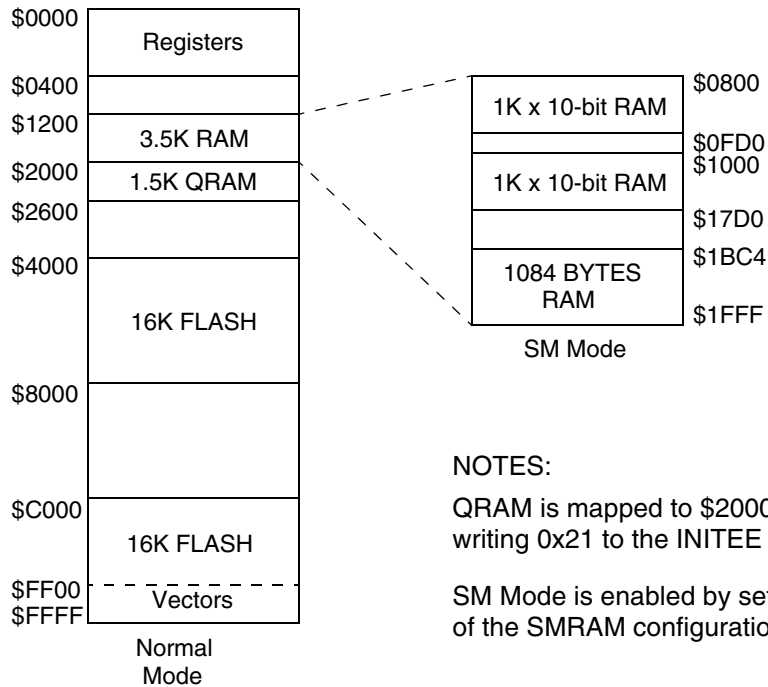 $0000
Registers
$0400
$1200
3.5K RAM
$2000
1.5K QRAM
$2600
$4000
16K FLASH
$8000
$C000
16K FLASH
$FF00
Vectors
$FFFF
Normal
Mode
$0800
1K x 10-bit RAM
$0FD0
$1000
1K x 10-bit RAM
$17D0
$1BC4
1084 BYTES
RAM
$1FFF
SM Mode
NOTES:
QRAM is mapped to $2000
writing 0x21 to the INITEE
SM Mode is enabled by set
of the SMRAM configuratio